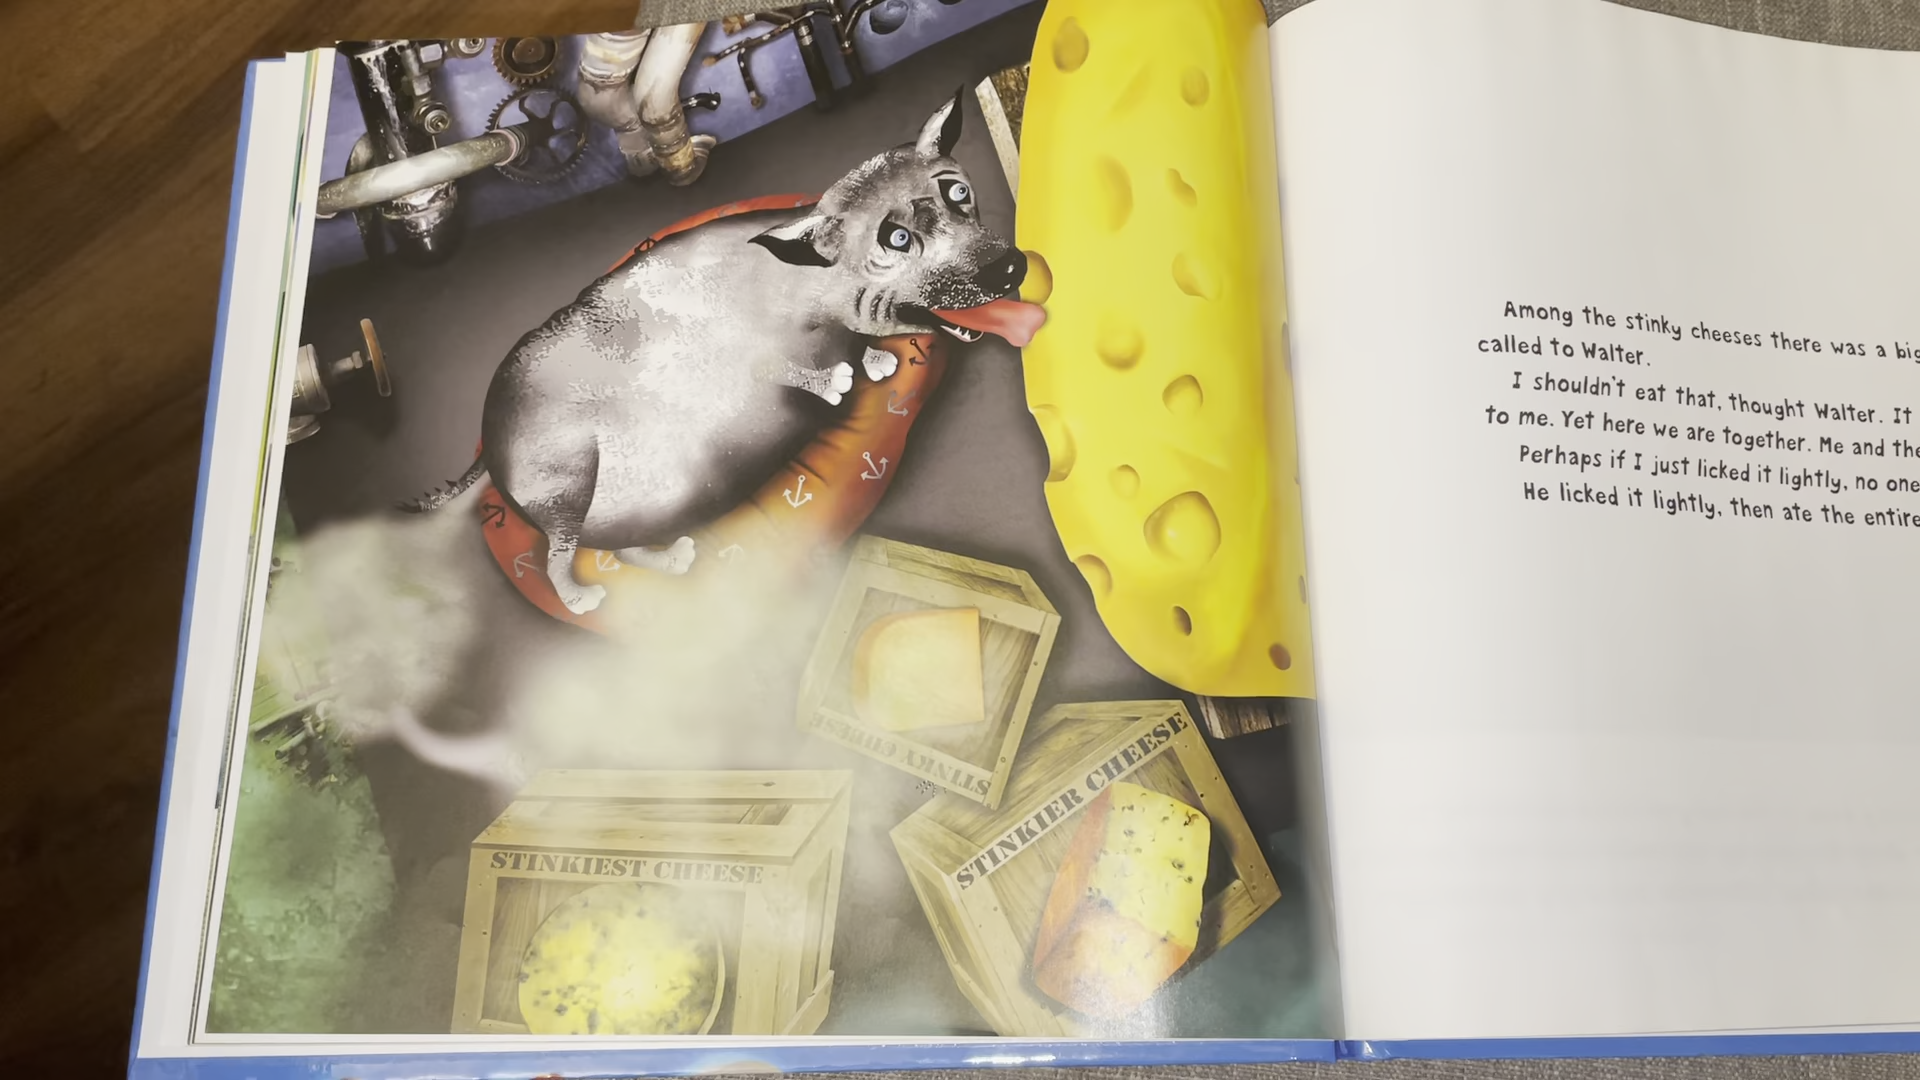 STINKY CHEESE
STINKIER CHEESE
STINKIEST CHEESE
Among the stinky cheeses there was a big
called to Walter.
I shouldn't eat that, thought Walter. It
to me. Yet here we are together. Me and the
Perhaps if I just licked it lightly, no one
He licked it lightly, then ate the entire